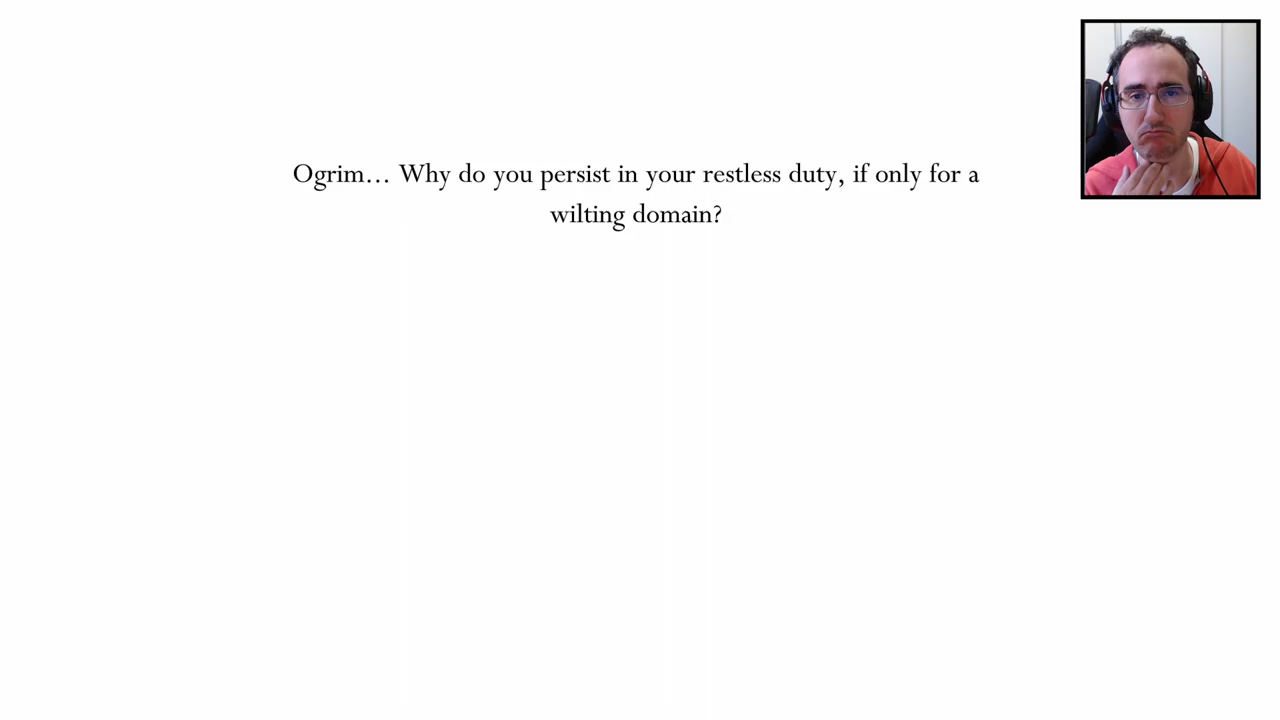 Ogrim… Why do you persist in your restless duty, if only for a
wilting domain?